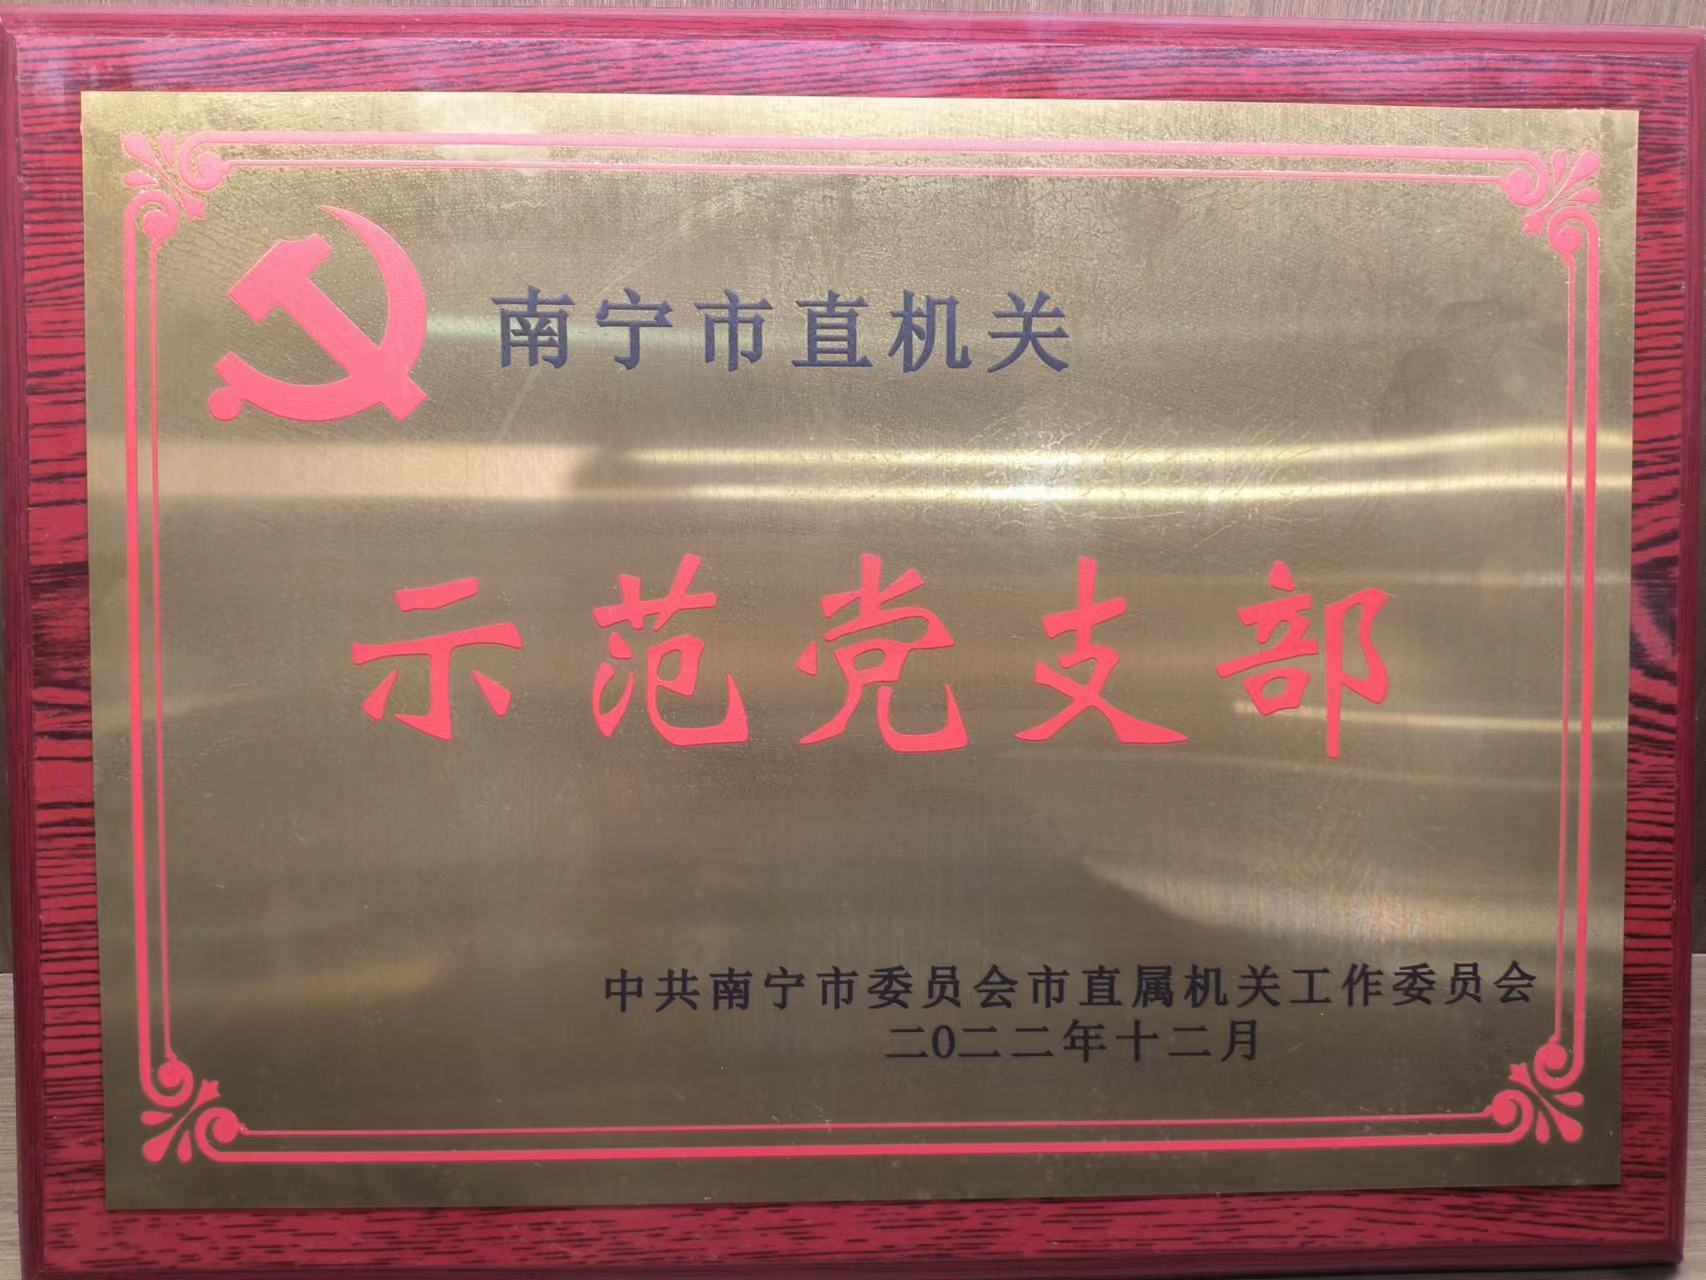 南宁市直机关
示范党支部
中共南宁市委员会市直属机关工作委员会
二0二二年十二月